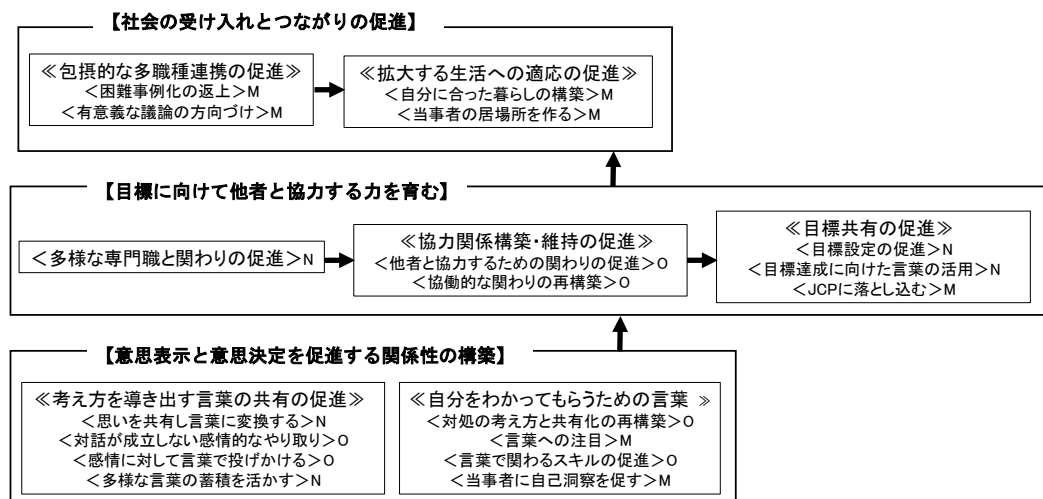 【社会の受け入れとつながりの促進】
≪包摂的な多職種連携の促進≫
＜困難事例化の返上＞M
＜有意義な議論の方向づけ＞M
≪拡大する生活への適応の促進≫
＜自分に合った暮らしの構築＞M
＜当事者の居場所を作る＞M
【目標に向けて他者と協力する力を育む】
＜多様な専門職と関わりの促進＞N
≪協力関係構築・維持の促進≫
＜他者と協力するための関わりの促進＞O
＜協働的な関わりの再構築＞O
≪目標共有の促進≫
＜目標設定の促進＞N
＜目標達成に向けた言葉の活用＞N
＜JCPに落とし込む＞M
【意思表示と意思決定を促進する関係性の構築】
≪考え方を導き出す言葉の共有の促進≫
＜思いを共有し言葉に変換する＞N
＜対話が成立しない感情的なやり取り＞O
＜感情に対して言葉で投げかける＞O
＜多様な言葉の蓄積を活かす＞N
≪自分をわかってもらうための言葉 ≫
＜対処の考え方と共有化の再構築＞O
＜言葉への注目＞M
＜言葉で関わるスキルの促進＞O
＜当事者に自己洞察を促す＞M